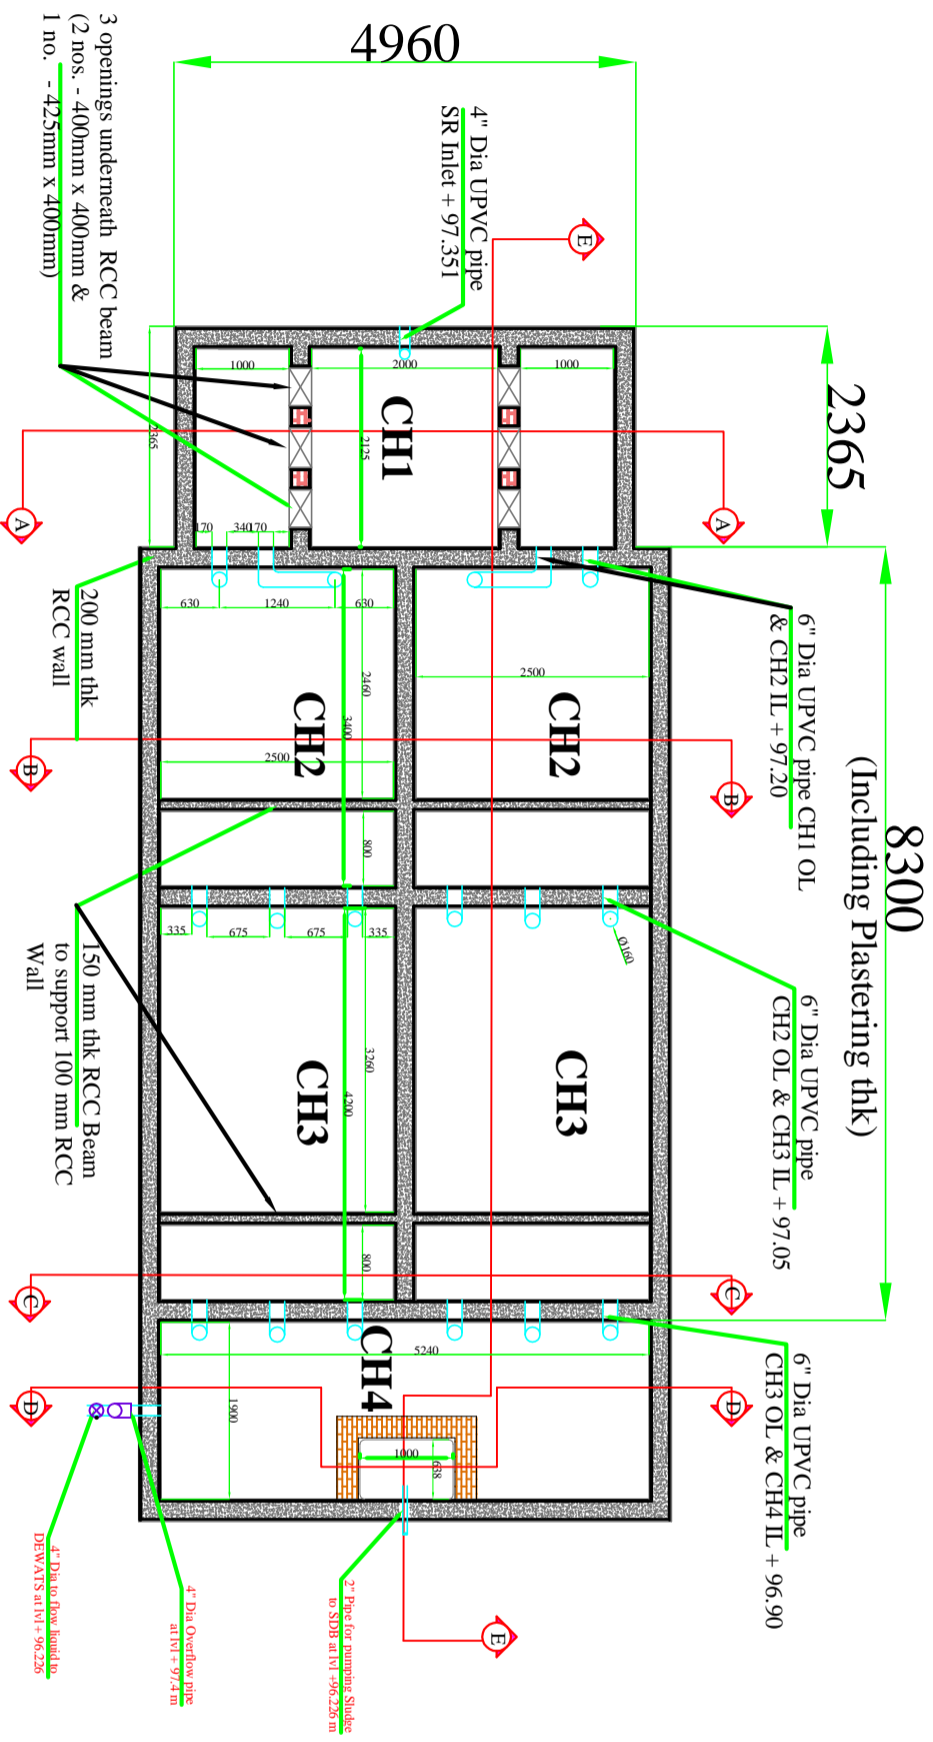 4960
2365
8300
(Including Plastering thk)
4" Dia UPVC pipe
SR Inlet + 97.351
3 openings underneath RCC beam
(2 nos. - 400mm x 400mm &
1 no. - 425mm x 400mm)
6" Dia UPVC pipe CH1 OL
& CH2 IL + 97.20
6" Dia UPVC pipe
CH2 OL & CH3 IL + 97.05
6" Dia UPVC pipe
CH3 OL & CH4 IL + 96.90
200 mm thk
RCC wall
150 mm thk RCC Beam
to support 100 mm RCC
Wall
2" Pipe for pumping Sludge
to SDB at lvl +96.226 m
4" Dia Overflow pipe
at lvl + 97.4 m
4" Dia to flow liquid to
DEWATS at lvl + 96.226
E
E
A
A
B
B
C
C
D
D
CH1
CH2
CH2
CH3
CH3
CH4
1000
2000
1000
2125
2365
170
340
170
630
1240
630
2500
2460
3400
2500
800
335
675
675
335
Ø160
3260
4200
800
5240
1900
1000
638